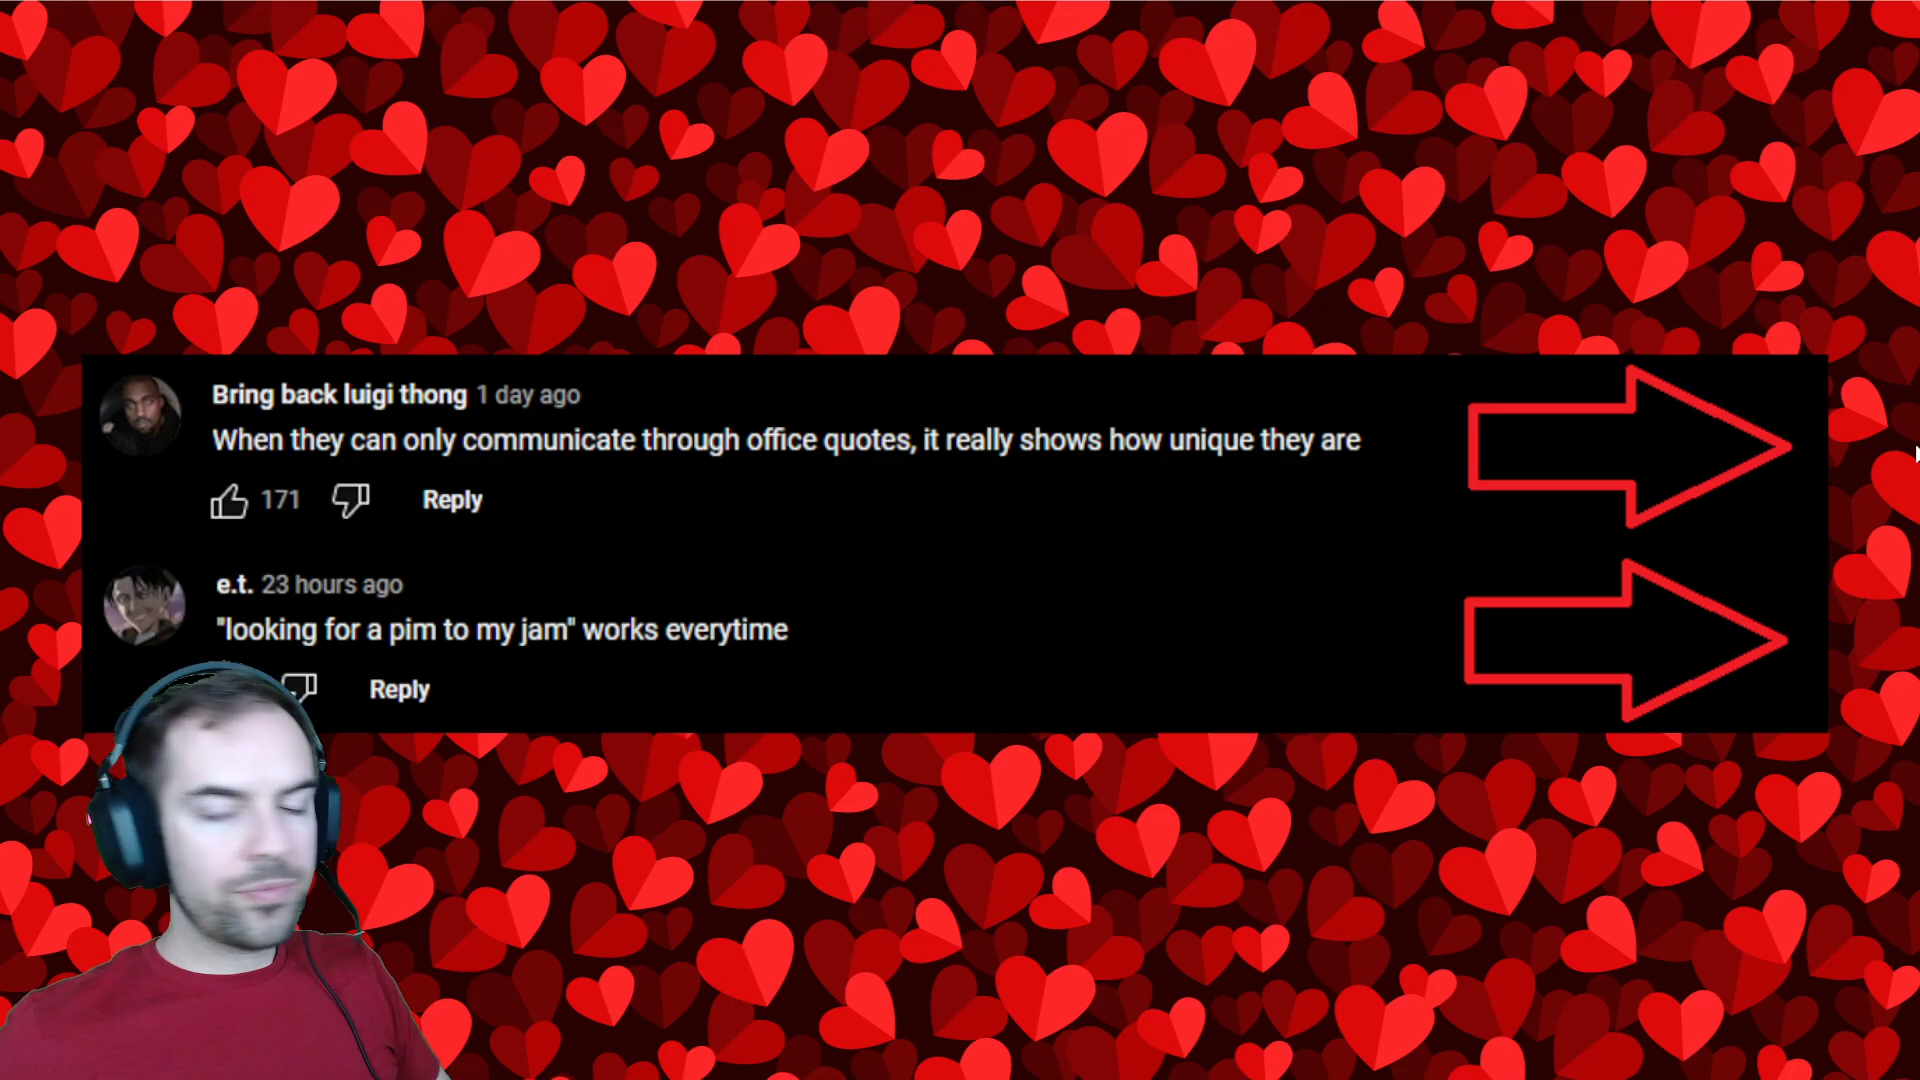 Bring back luigi thong 1 day ago
When they can only communicate through office quotes, it really shows how unique they are
171 Reply
e.t. 23 hours ago
"looking for a pim to my jam" works everytime
Reply